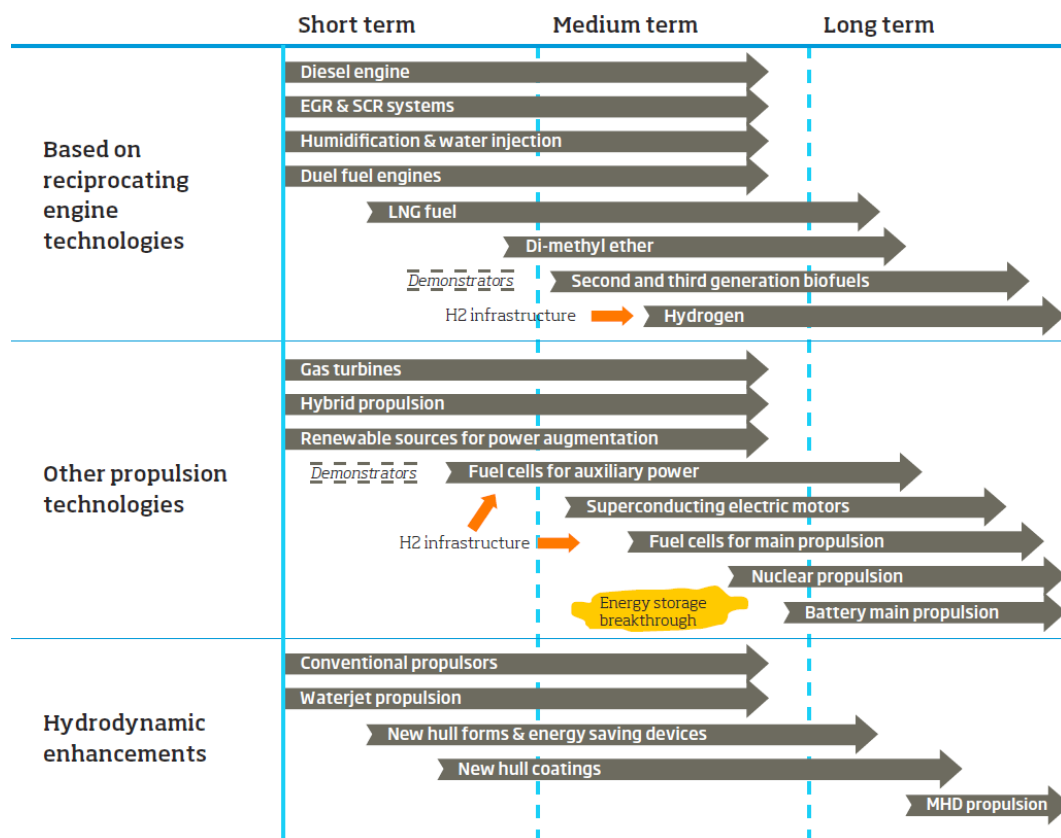 Short term
Medium term
Long term
Based on
reciprocating
engine
technologies
Diesel engine
EGR & SCR systems
Humidification & water injection
Duel fuel engines
LNG fuel
Di-methyl ether
Demonstrators
Second and third generation biofuels
H2 infrastructure
Hydrogen
Other propulsion
technologies
Gas turbines
Hybrid propulsion
Renewable sources for power augmentation
Demonstrators
Fuel cells for auxiliary power
Superconducting electric motors
H2 infrastructure
Fuel cells for main propulsion
Nuclear propulsion
Energy storage
breakthrough
Battery main propulsion
Hydrodynamic
enhancements
Conventional propulsors
Waterjet propulsion
New hull forms & energy saving devices
New hull coatings
MHD propulsion